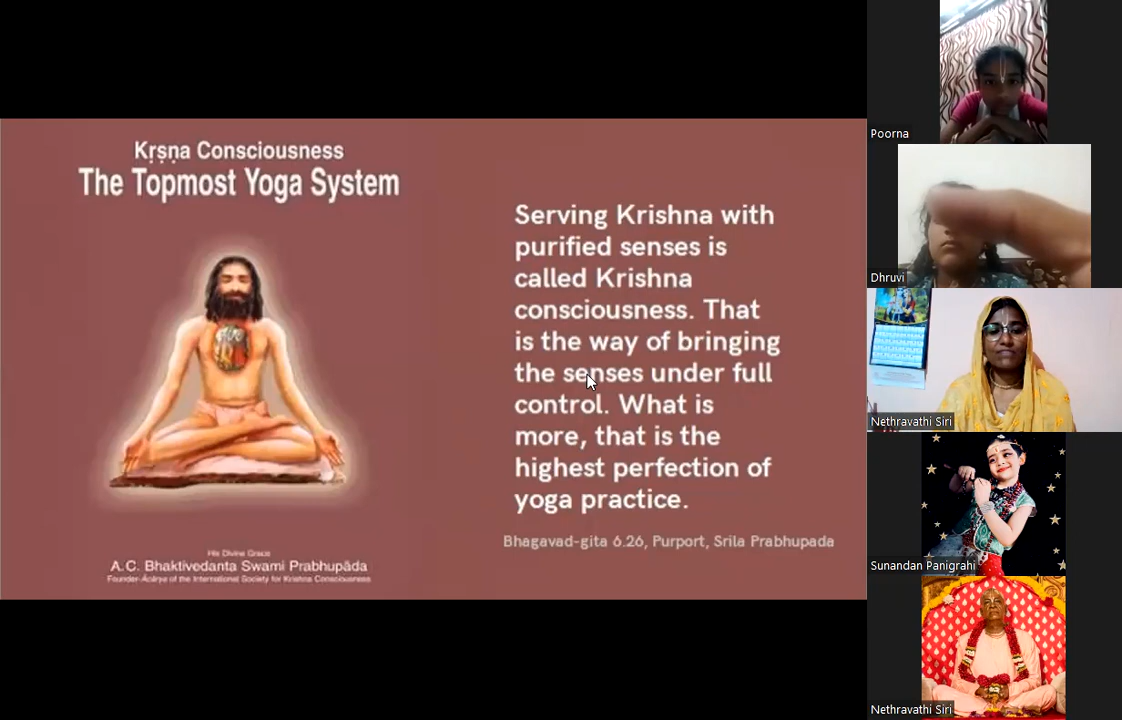 Kṛṣṇa Consciousness
The Topmost Yoga System
His Divine Grace
A.C. Bhaktivedanta Swami Prabhupāda
Founder-Ācārya of the International Society for Krishna Consciousness
Serving Krishna with
purified senses is
called Krishna
consciousness. That
is the way of bringing
the senses under full
control. What is
more, that is the
highest perfection of
yoga practice.
Bhagavad-gita 6.26, Purport, Srila Prabhupada
Poorna
Dhruvi
Nethravathi Siri
Sunandan Panigrahi
Nethravathi Siri